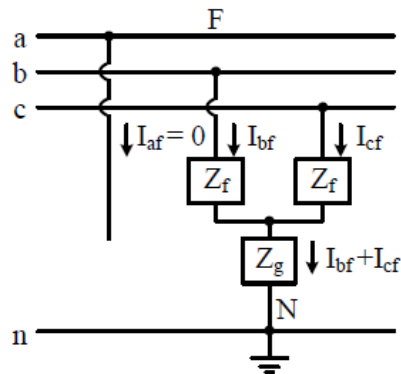 F
a
b
c
I_af = 0
I_bf
I_cf
Z_f
Z_f
Z_g
I_bf+I_cf
N
n